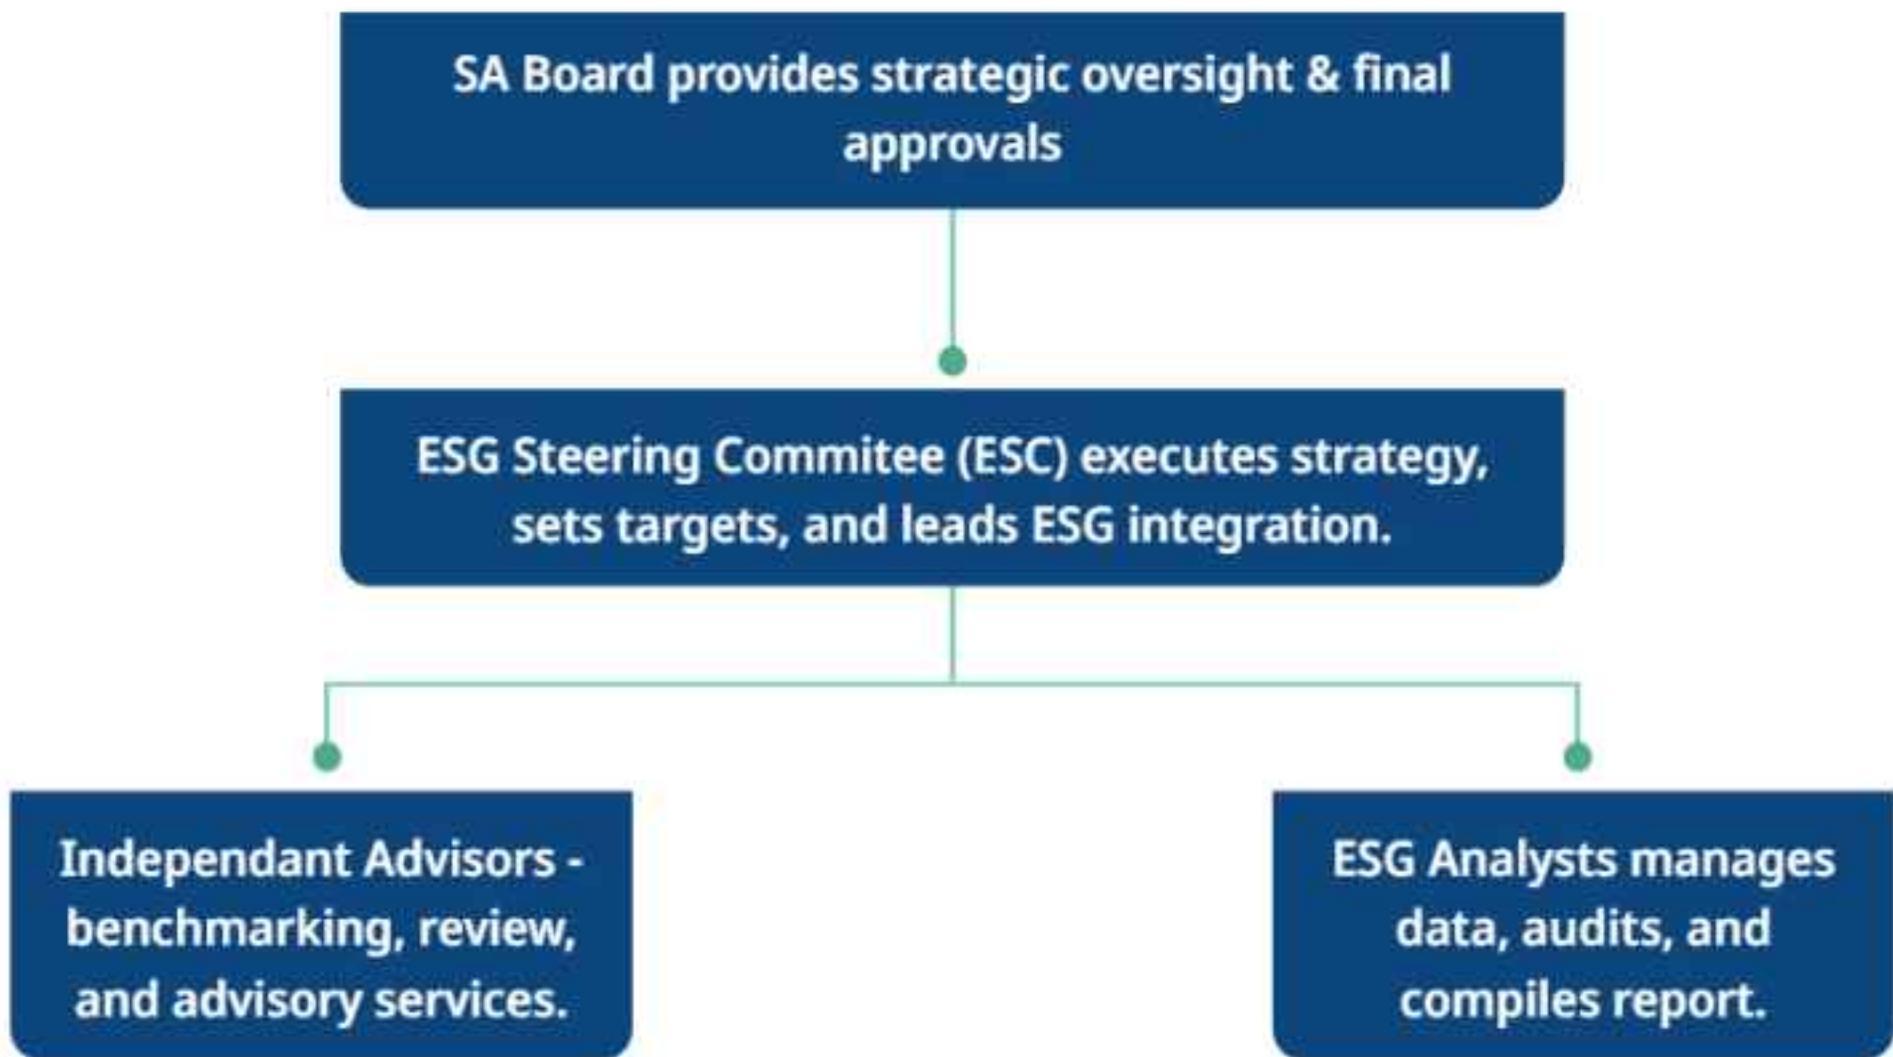 SA Board provides strategic oversight & final
approvals
ESG Steering Commitee (ESC) executes strategy,
sets targets, and leads ESG integration.
Independant Advisors -
benchmarking, review,
and advisory services.
ESG Analysts manages
data, audits, and
compiles report.